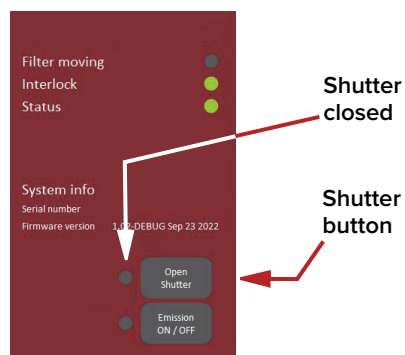 Filter moving
Interlock
Status
Shutter
closed
System info
Serial number
Firmware version 1.02-DEBUG Sep 23 2022
Shutter
button
Open
Shutter
Emission
ON / OFF